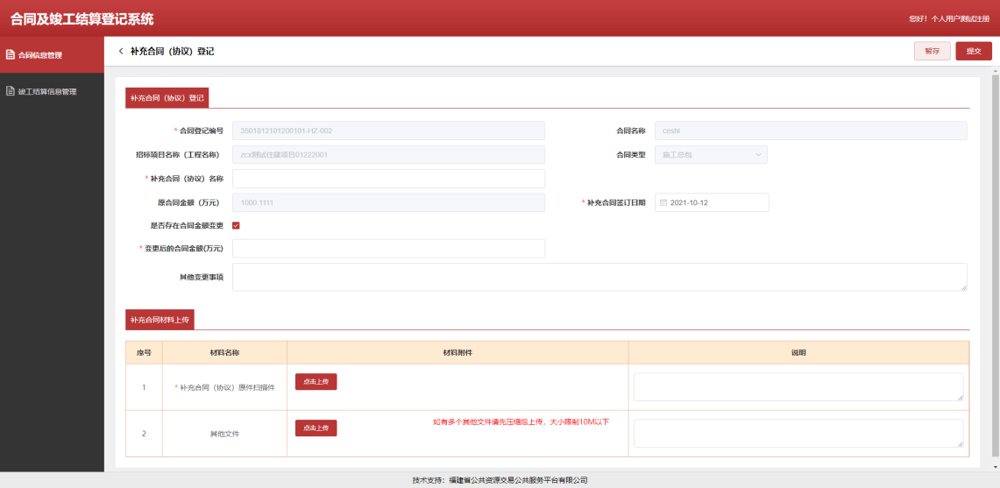 合同及竣工结算登记系统
您好！个人用户测试注册
合同信息管理
竣工结算信息管理
< 补充合同（协议）登记
暂存
提交
补充合同（协议）登记
* 合同登记编号 3501812101200101-HZ-002
合同名称 ceshi
招标项目名称（工程名称） zcx测试住建项目01222001
合同类型 施工总包
* 补充合同（协议）名称
原合同金额（万元） 1000.1111
* 补充合同签订日期 2021-10-12
是否存在合同金额变更
* 变更后的合同金额(万元)
其他变更事项
补充合同材料上传
序号 材料名称 材料附件 说明
1 * 补充合同（协议）原件扫描件 点击上传
2 其他文件 点击上传 如有多个其他文件请先压缩后上传，大小限制10M以下
技术支持：福建省公共资源交易公共服务平台有限公司